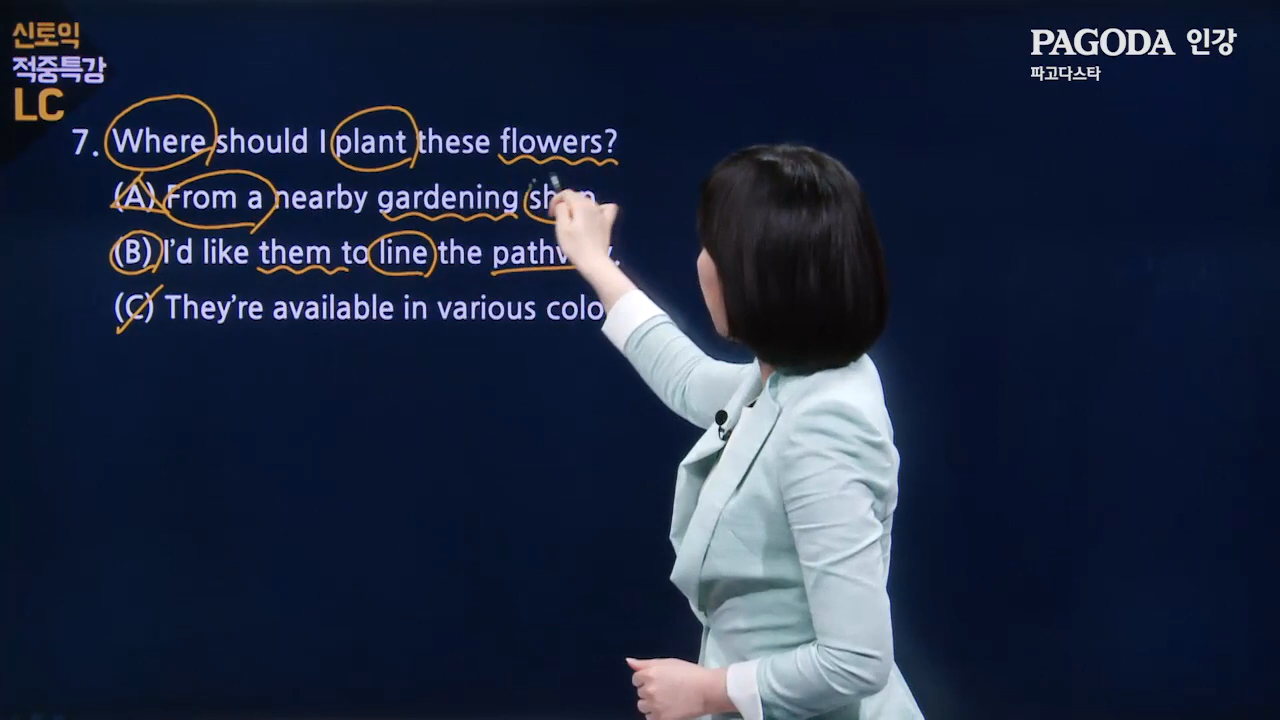 신토익
적중특강
LC
PAGODA 인강
파고다스타
7. Where should I plant these flowers?
(A) From a nearby gardening
(B) I'd like them to line the
(C) They're available in various